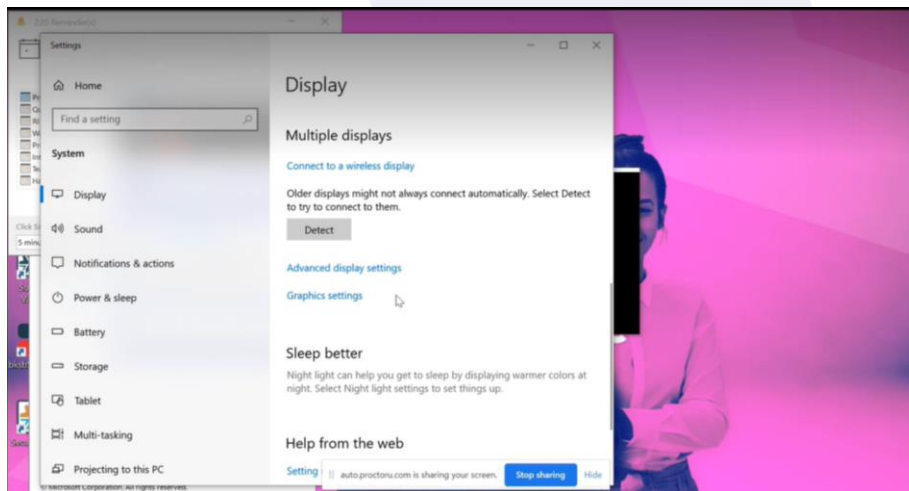 220 Reminder(s)
Settings
Home
Find a setting
System
Display
Sound
Notifications & actions
Power & sleep
Battery
Storage
Tablet
Multi-tasking
Projecting to this PC
Display
Multiple displays
Connect to a wireless display
Older displays might not always connect automatically. Select Detect
to try to connect to them.
Detect
Advanced display settings
Graphics settings
Sleep better
Night light can help you get to sleep by displaying warmer colors at
night. Select Night light settings to set things up.
Help from the web
Setting
auto.proctoru.com is sharing your screen.
Stop sharing
Hide
Click
5 minu
© Microsoft Corporation. All rights reserved.